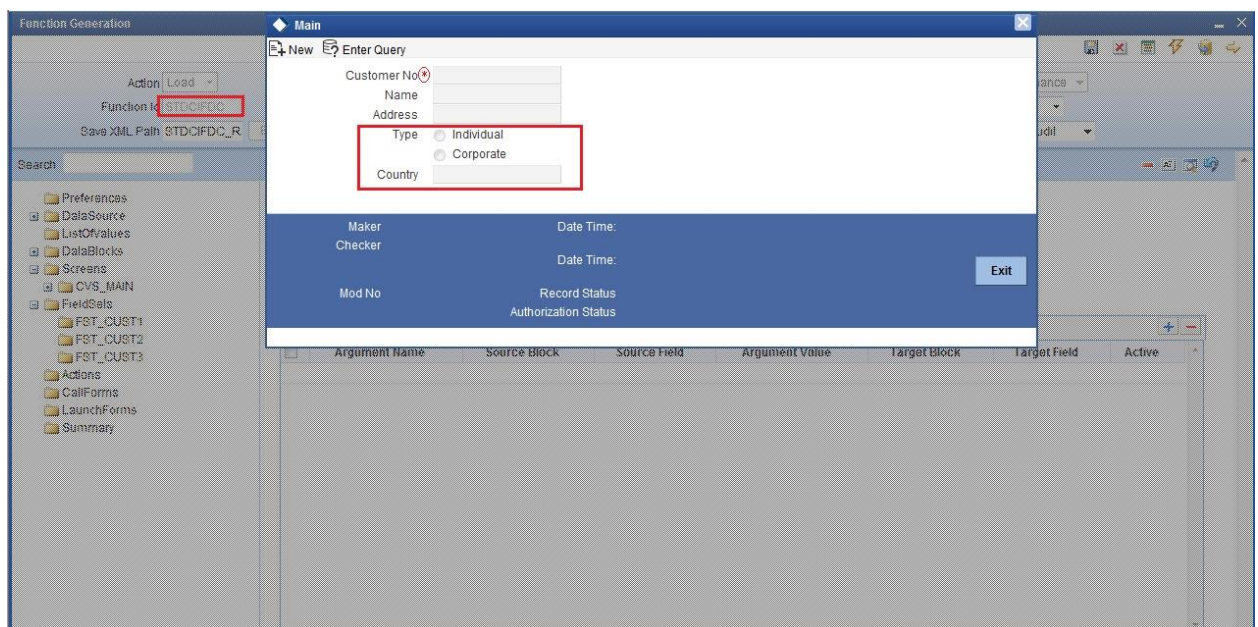 Function Generation
Main
New Enter Query
Customer No
Name
Address
Type Individual
Corporate
Country
Maker Date Time:
Checker
Date Time:
Exit
Mod No Record Status
Authorization Status
Action Load
Function Id STDCIFDC
Save XML Path STDCIFDC_R
Search
Preferences
DataSource
ListOfValues
DataBlocks
Screens
CVS_MAIN
FieldSets
FST_CUST1
FST_CUST2
FST_CUST3
Actions
CallForms
LaunchForms
Summary
Argument Name Source Block Source Field Argument Value Target Block Target Field Active